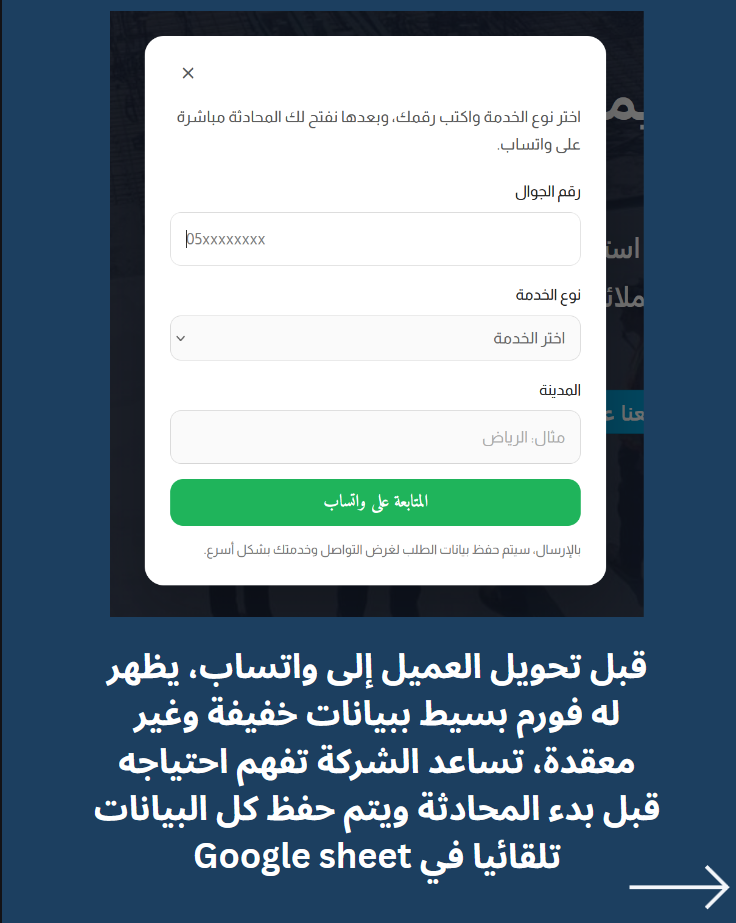 ×
اختر نوع الخدمة واكتب رقمك، وبعدها نفتح لك المحادثة مباشرة
على واتساب.
رقم الجوال
05xxxxxxxx
نوع الخدمة
اختر الخدمة
المدينة
مثال: الرياض
المتابعة على واتساب
بالإرسال، سيتم حفظ بيانات الطلب لغرض التواصل وخدمتك بشكل أسرع.
قبل تحويل العميل إلى واتساب، يظهر
له فورم بسيط ببيانات خفيفة وغير
معقدة، تساعد الشركة تفهم احتياجه
قبل بدء المحادثة ويتم حفظ كل البيانات
تلقائيا في Google sheet